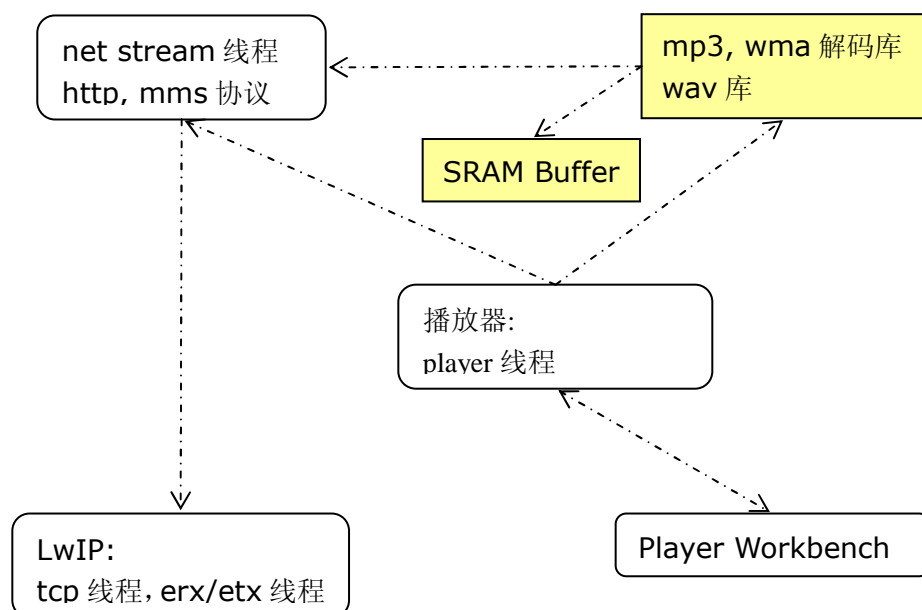 net stream 线程
http, mms 协议
mp3, wma 解码库
wav 库
SRAM Buffer
播放器:
player 线程
LwIP:
tcp 线程，erx/etx 线程
Player Workbench